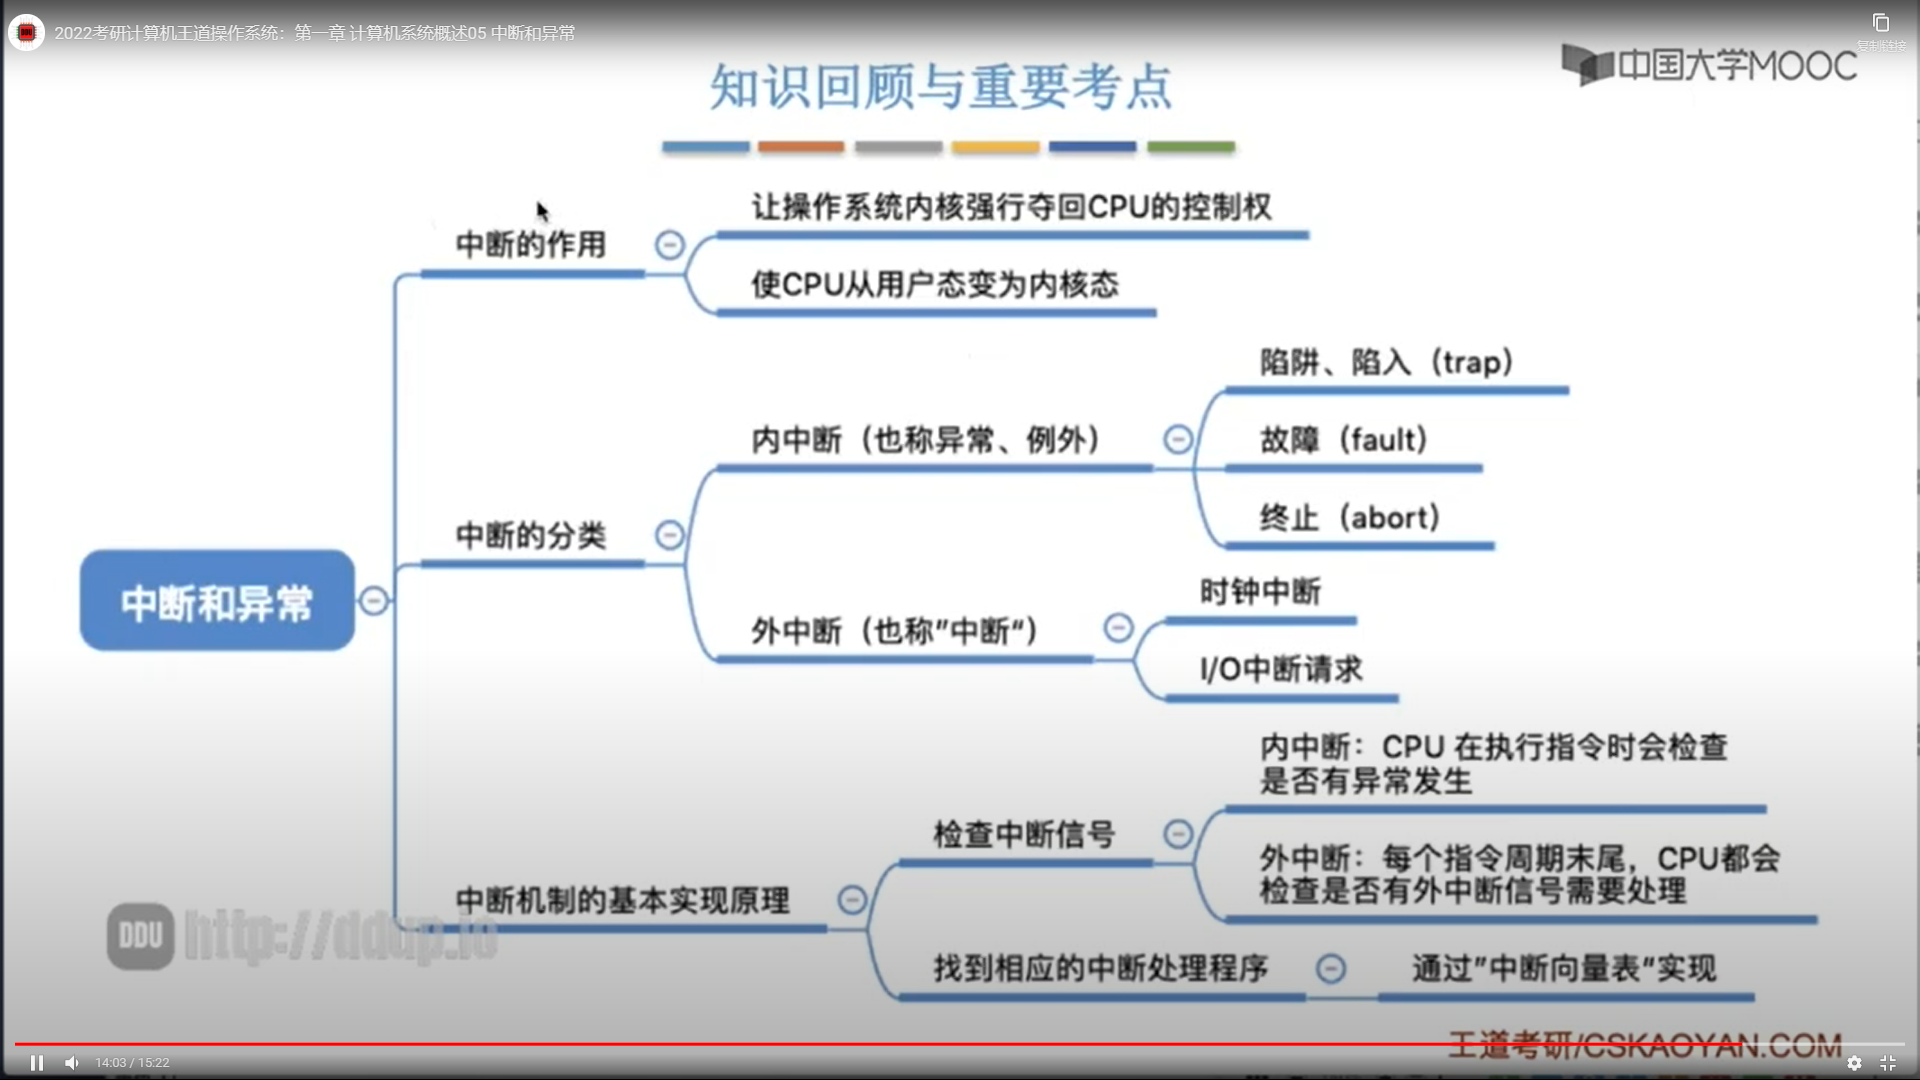 2022考研计算机王道操作系统：第一章 计算机系统概述05 中断和异常
复制链接
中国大学MOOC
知识回顾与重要考点
让操作系统内核强行夺回CPU的控制权
中断的作用
使CPU从用户态变为内核态
陷阱、陷入（trap）
内中断（也称异常、例外）
故障（fault）
终止（abort）
中断的分类
中断和异常
时钟中断
外中断（也称”中断“）
I/O中断请求
内中断：CPU 在执行指令时会检查
是否有异常发生
检查中断信号
外中断：每个指令周期末尾，CPU都会
检查是否有外中断信号需要处理
中断机制的基本实现原理
DDU http://ddup.io
找到相应的中断处理程序
通过”中断向量表“实现
王道考研/CSKAOYAN.COM
14:03 / 15:22